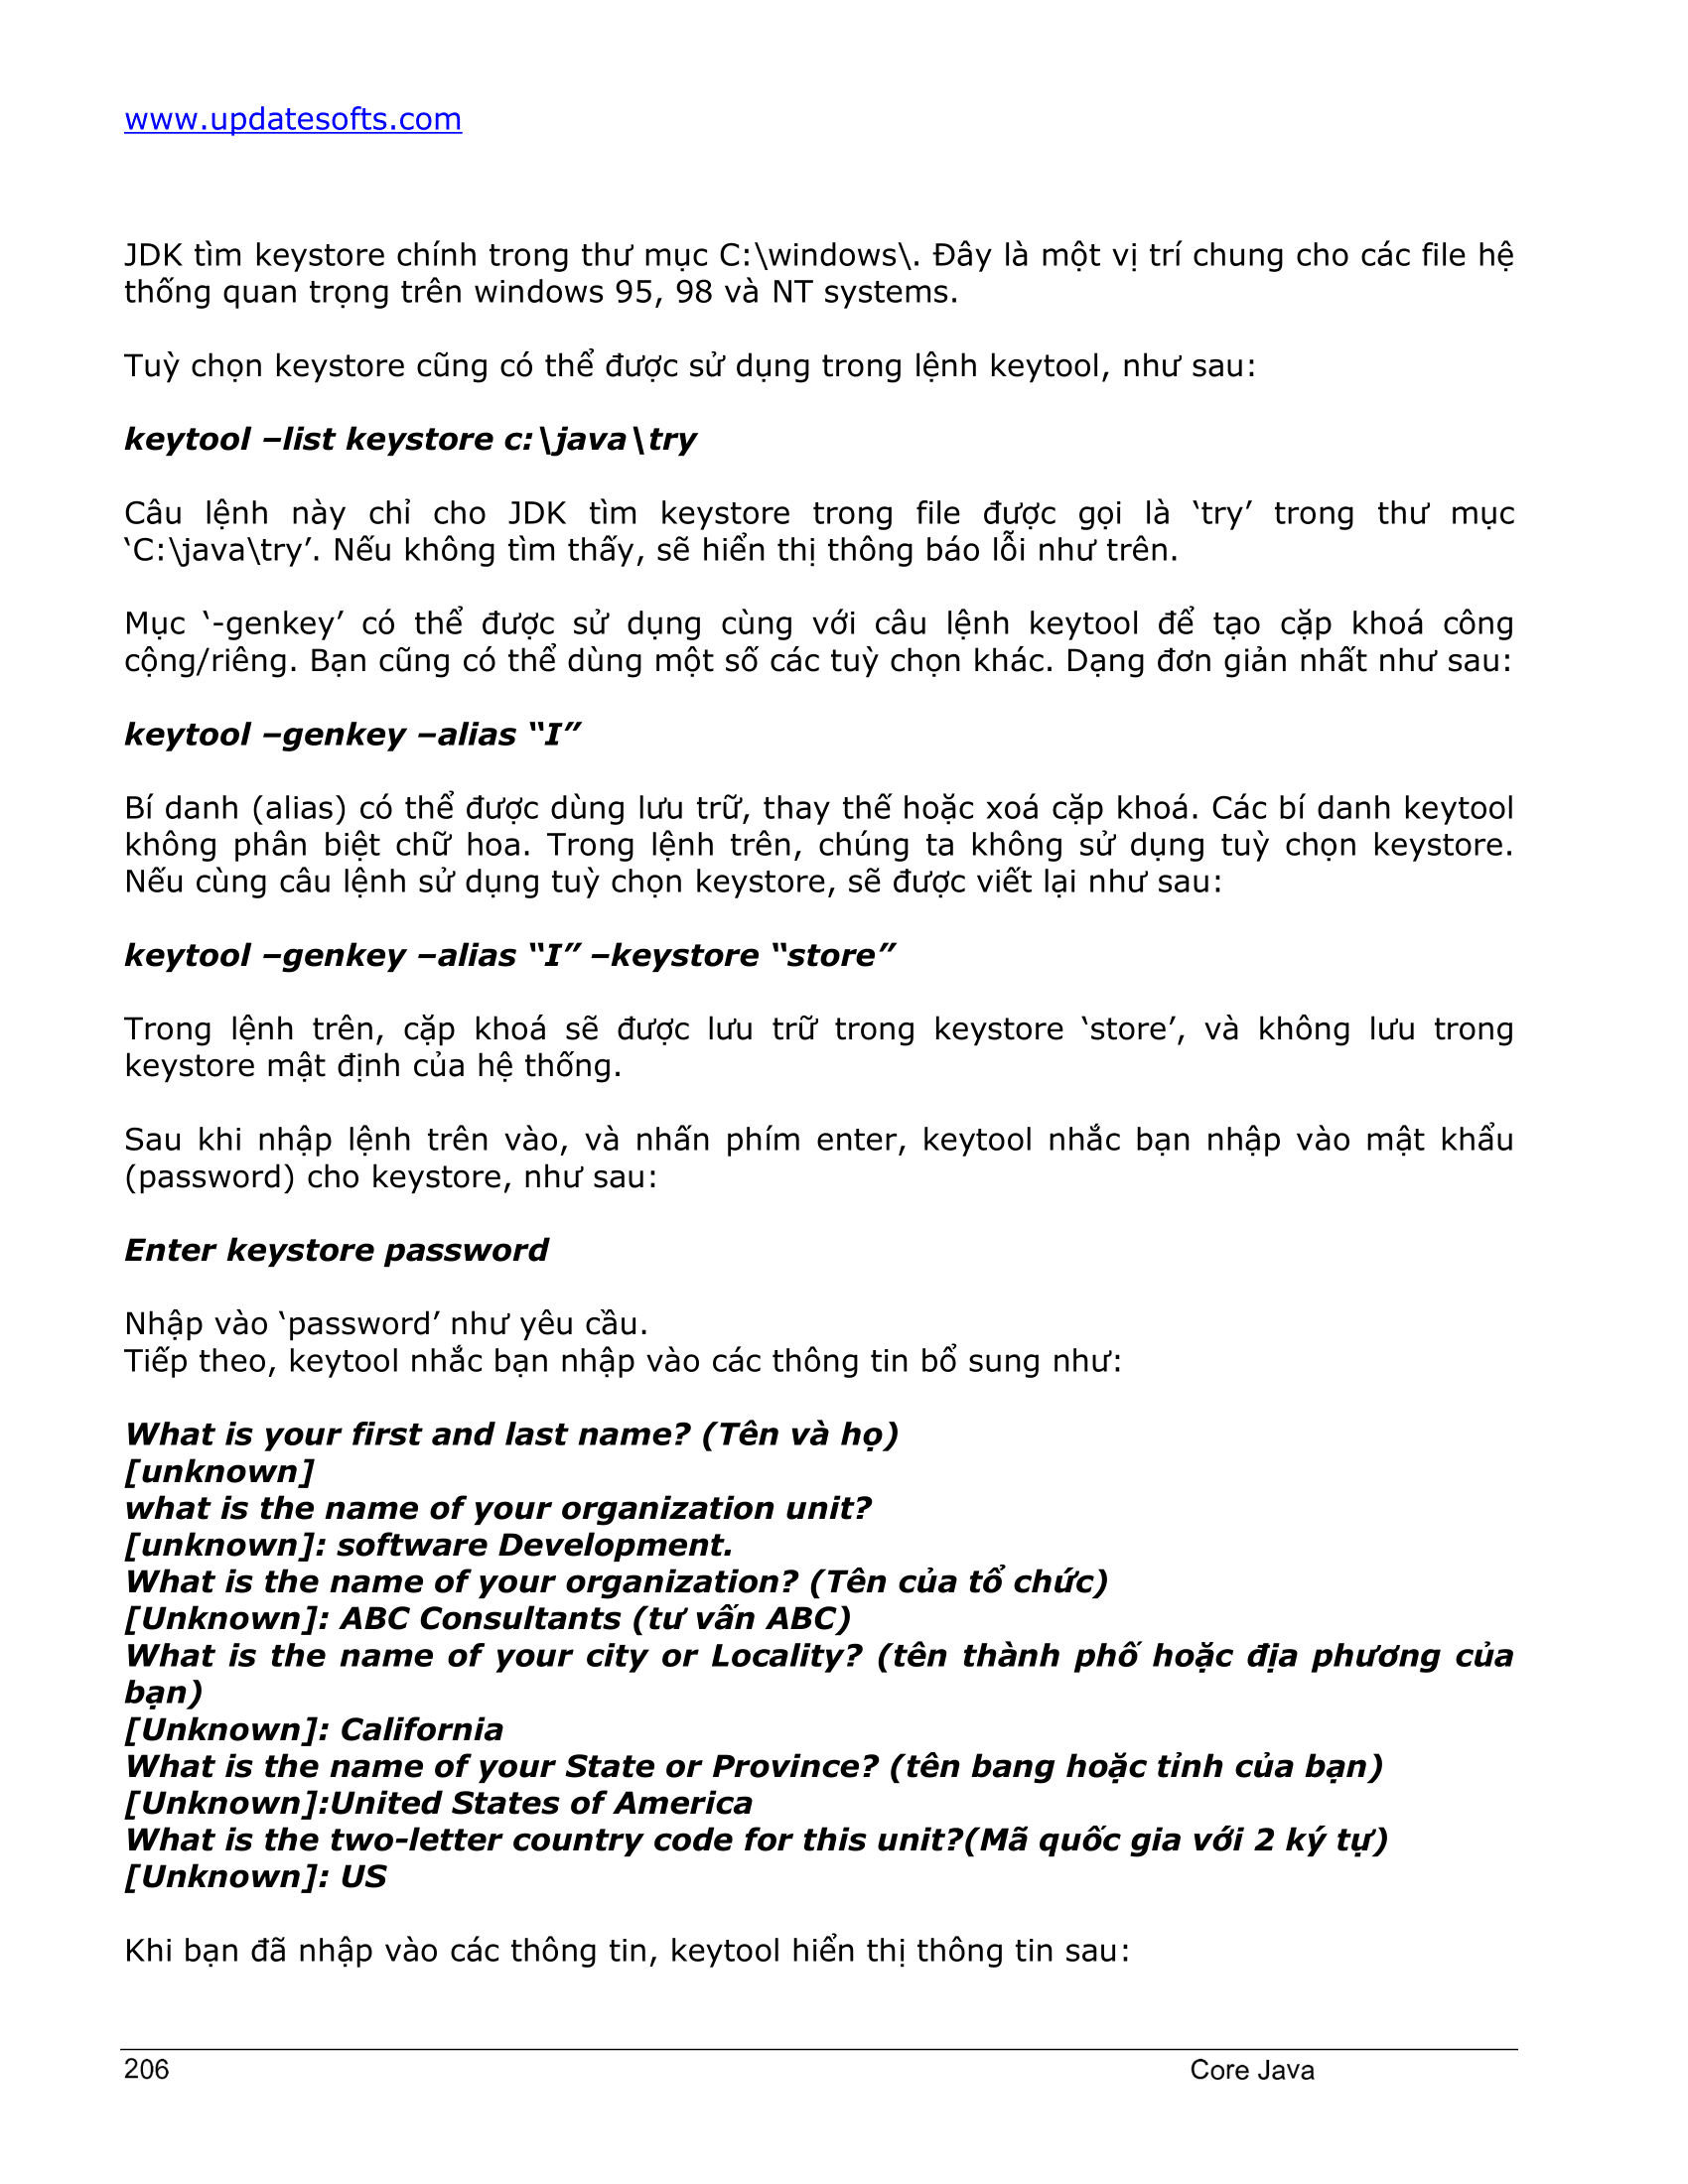 www.updatesofts.com
JDK tìm keystore chính trong thư mục C:\windows\. Đây là một vị trí chung cho các file hệ
thống quan trọng trên windows 95, 98 và NT systems.
Tuỳ chọn keystore cũng có thể được sử dụng trong lệnh keytool, như sau:
keytool –list keystore c:\java\try
Câu lệnh này chỉ cho JDK tìm keystore trong file được gọi là ‘try’ trong thư mục
‘C:\java\try’. Nếu không tìm thấy, sẽ hiển thị thông báo lỗi như trên.
Mục ‘-genkey’ có thể được sử dụng cùng với câu lệnh keytool để tạo cặp khoá công
cộng/riêng. Bạn cũng có thể dùng một số các tuỳ chọn khác. Dạng đơn giản nhất như sau:
keytool –genkey –alias “I”
Bí danh (alias) có thể được dùng lưu trữ, thay thế hoặc xoá cặp khoá. Các bí danh keytool
không phân biệt chữ hoa. Trong lệnh trên, chúng ta không sử dụng tuỳ chọn keystore.
Nếu cùng câu lệnh sử dụng tuỳ chọn keystore, sẽ được viết lại như sau:
keytool –genkey –alias “I” –keystore “store”
Trong lệnh trên, cặp khoá sẽ được lưu trữ trong keystore ‘store’, và không lưu trong
keystore mật định của hệ thống.
Sau khi nhập lệnh trên vào, và nhấn phím enter, keytool nhắc bạn nhập vào mật khẩu
(password) cho keystore, như sau:
Enter keystore password
Nhập vào ‘password’ như yêu cầu.
Tiếp theo, keytool nhắc bạn nhập vào các thông tin bổ sung như:
What is your first and last name? (Tên và họ)
[unknown]
what is the name of your organization unit?
[unknown]: software Development.
What is the name of your organization? (Tên của tổ chức)
[Unknown]: ABC Consultants (tư vấn ABC)
What is the name of your city or Locality? (tên thành phố hoặc địa phương của
bạn)
[Unknown]: California
What is the name of your State or Province? (tên bang hoặc tỉnh của bạn)
[Unknown]:United States of America
What is the two-letter country code for this unit?(Mã quốc gia với 2 ký tự)
[Unknown]: US
Khi bạn đã nhập vào các thông tin, keytool hiển thị thông tin sau:
206 Core Java